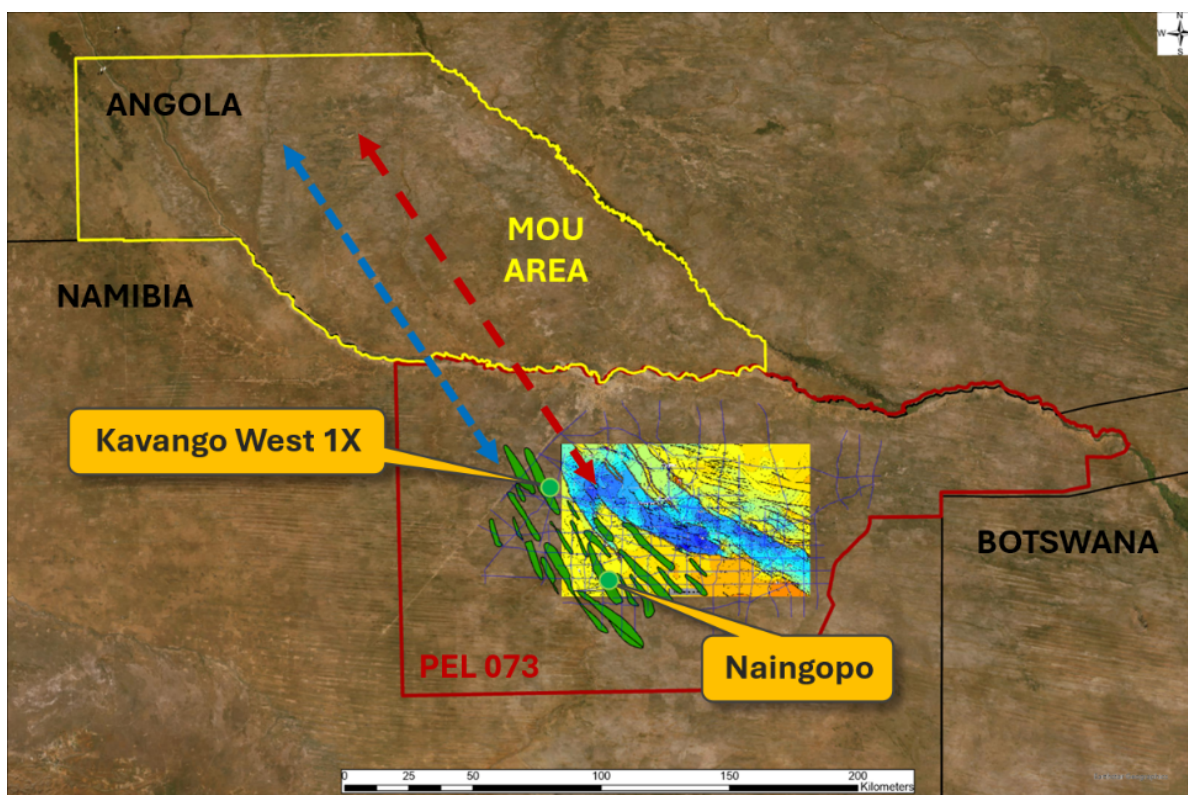 N
W E
S
ANGOLA
MOU
AREA
NAMIBIA
Kavango West 1X
BOTSWANA
PEL 073
Naingopo
0 25 50 100 150 200
Kilometers